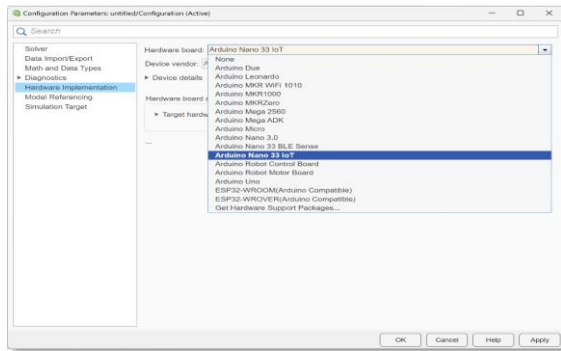 Configuration Parameters: untitled/Configuration (Active)
Search
Solver
Data Import/Export
Math and Data Types
Diagnostics
Hardware Implementation
Model Referencing
Simulation Target
Hardware board: Arduino Nano 33 IoT
Device vendor:
Device details
Hardware board
Target hardw
...
None
Arduino Due
Arduino Leonardo
Arduino MKR WIFI 1010
Arduino MKR1000
Arduino MKRZero
Arduino Mega 2560
Arduino Mega ADK
Arduino Micro
Arduino Nano 3.0
Arduino Nano 33 BLE Sense
Arduino Nano 33 IoT
Arduino Robot Control Board
Arduino Robot Motor Board
Arduino Uno
ESP32-WROOM(Arduino Compatible)
ESP32-WROVER(Arduino Compatible)
Get Hardware Support Packages...
OK Cancel Help Apply